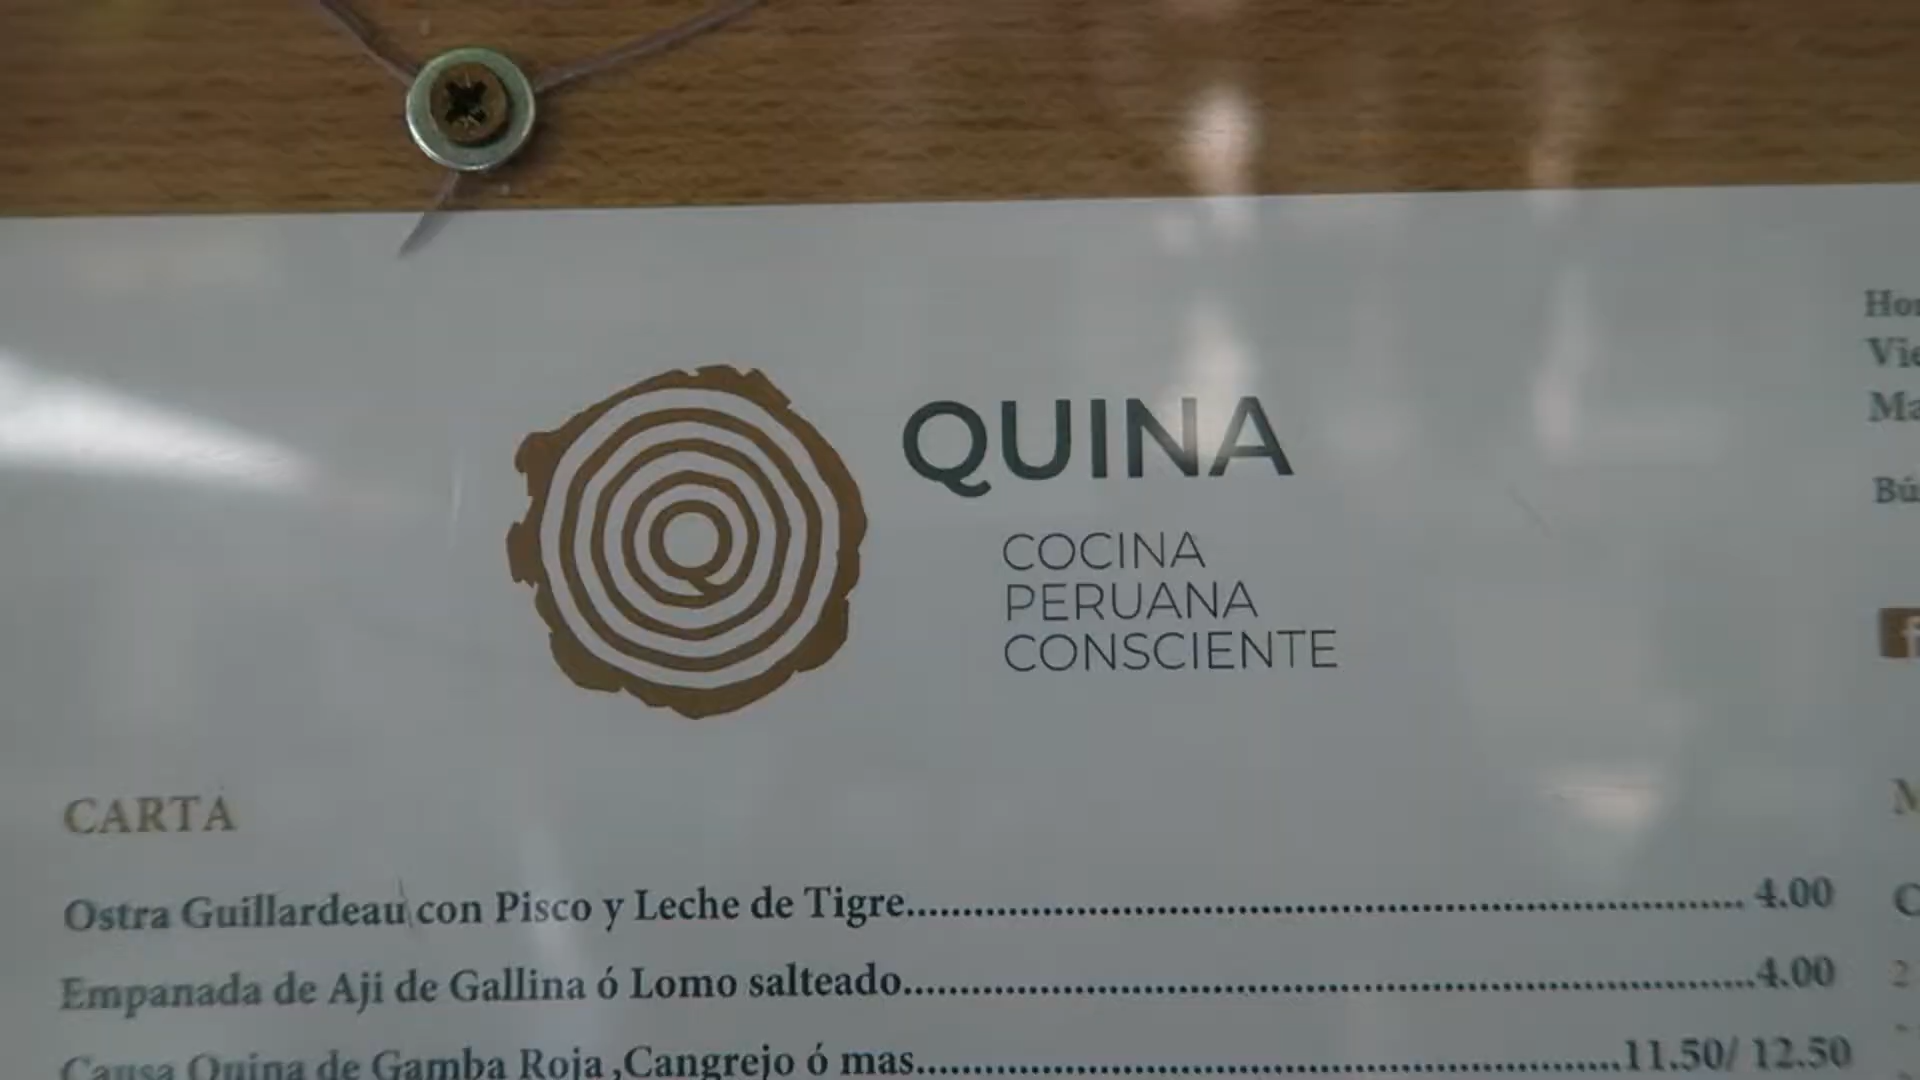 QUINA
COCINA
PERUANA
CONSCIENTE
CARTA
Ostra Guillardeau con Pisco y Leche de Tigre.......... 4.00
Empanada de Aji de Gallina ó Lomo salteado..........4.00
Causa Quina de Gamba Roja ,Cangrejo ó mas..........11.50/ 12.50